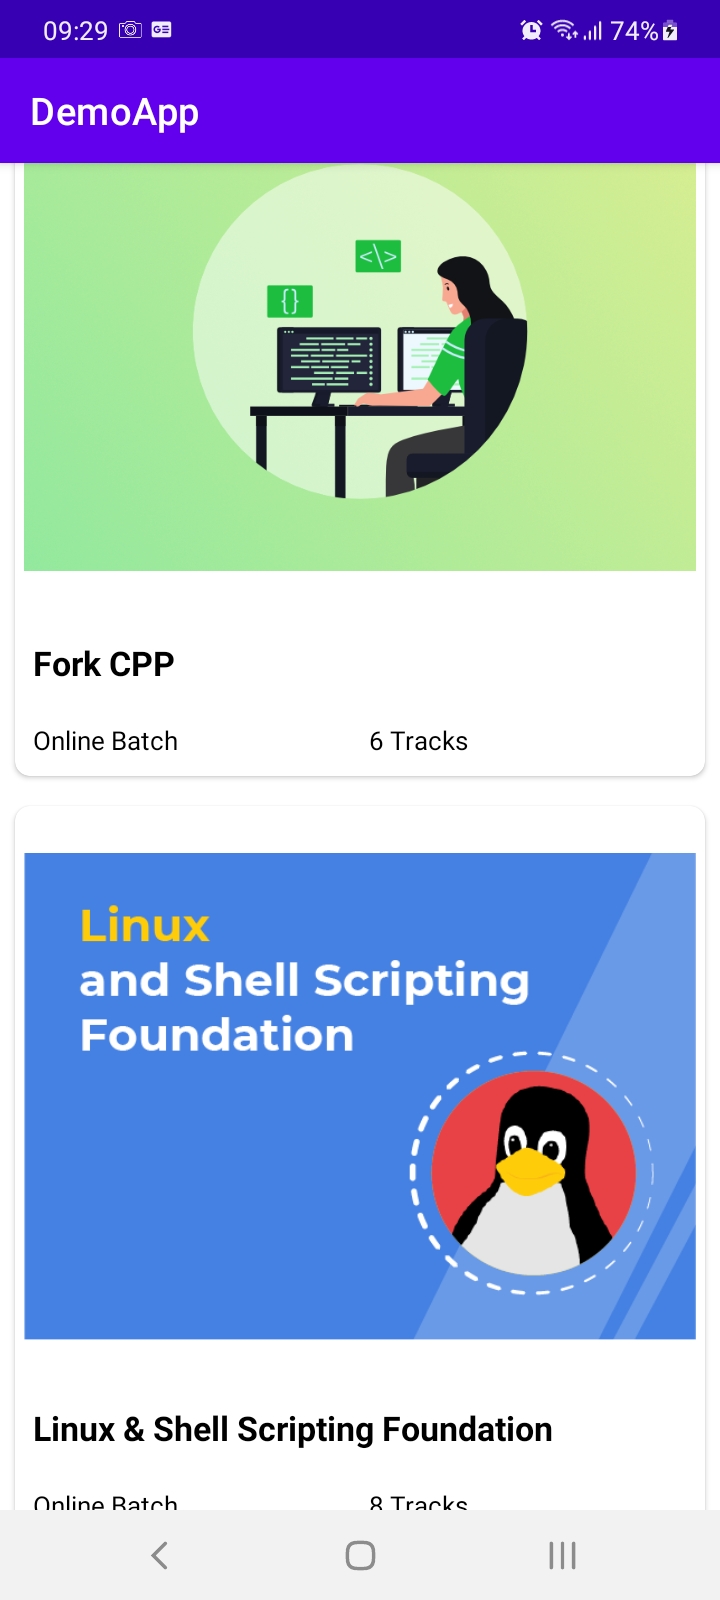 09:29
74%
DemoApp
<\>
{}
Fork CPP
Online Batch 6 Tracks
Linux
and Shell Scripting
Foundation
Linux & Shell Scripting Foundation
Online Batch 8 Tracks